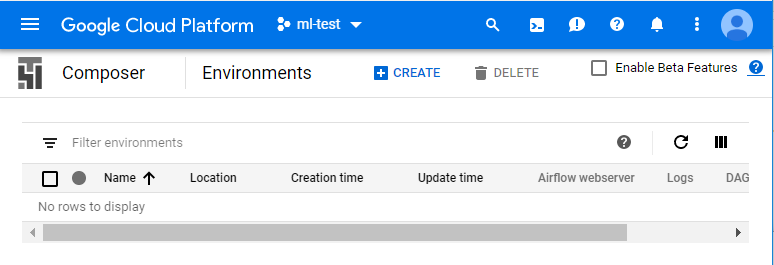 Google Cloud Platform ml-test
Composer Environments CREATE DELETE Enable Beta Features
Filter environments
Name Location Creation time Update time Airflow webserver Logs DAG
No rows to display